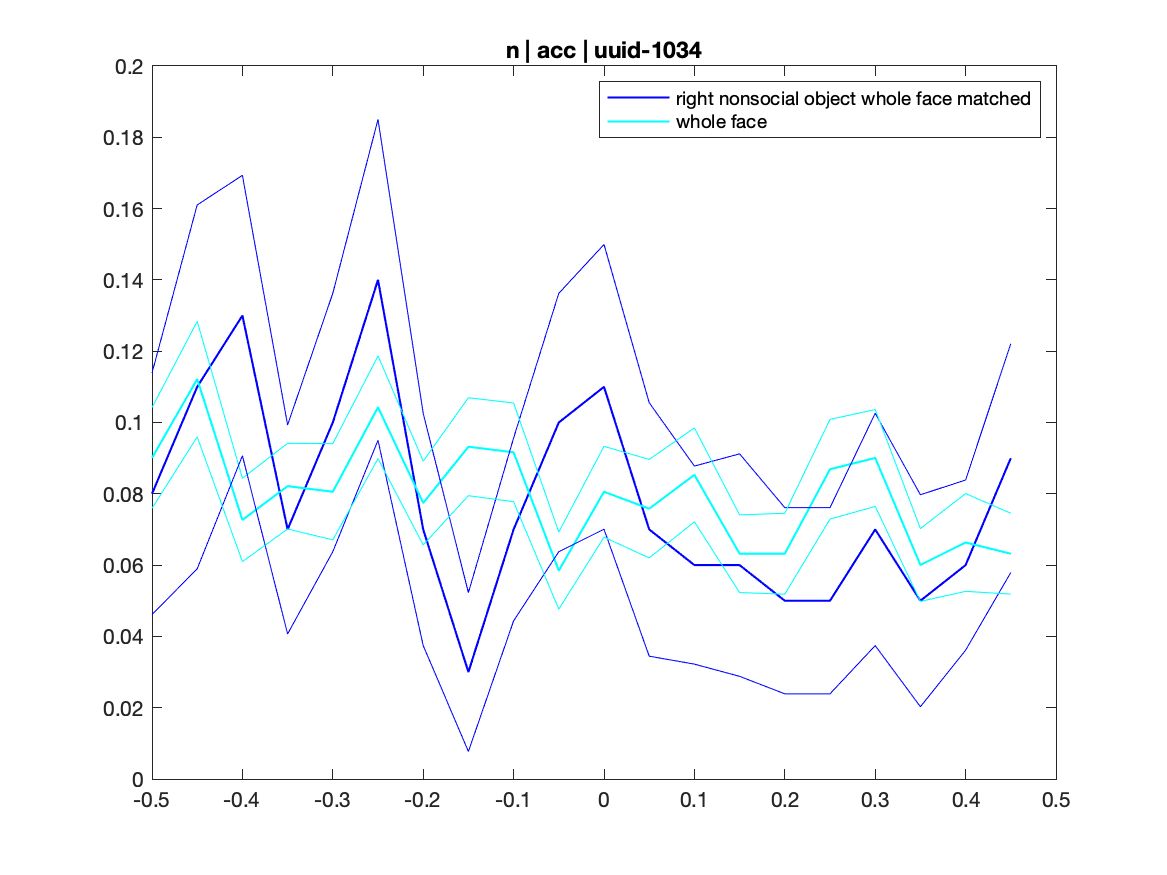 n | acc | uuid-1034
right nonsocial object whole face matched
whole face
0.2
0.18
0.16
0.14
0.12
0.1
0.08
0.06
0.04
0.02
0
-0.5 -0.4 -0.3 -0.2 -0.1 0 0.1 0.2 0.3 0.4 0.5